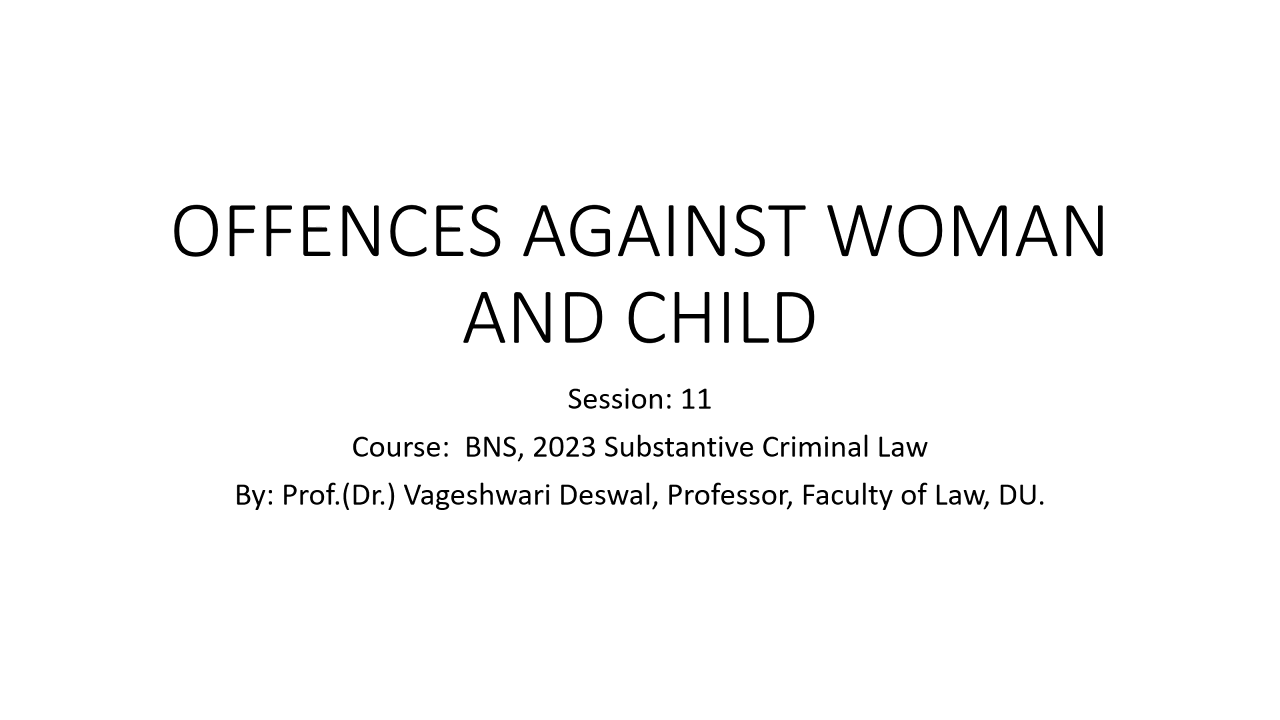 OFFENCES AGAINST WOMAN
AND CHILD
Session: 11
Course:  BNS, 2023 Substantive Criminal Law
By: Prof.(Dr.) Vageshwari Deswal, Professor, Faculty of Law, DU.